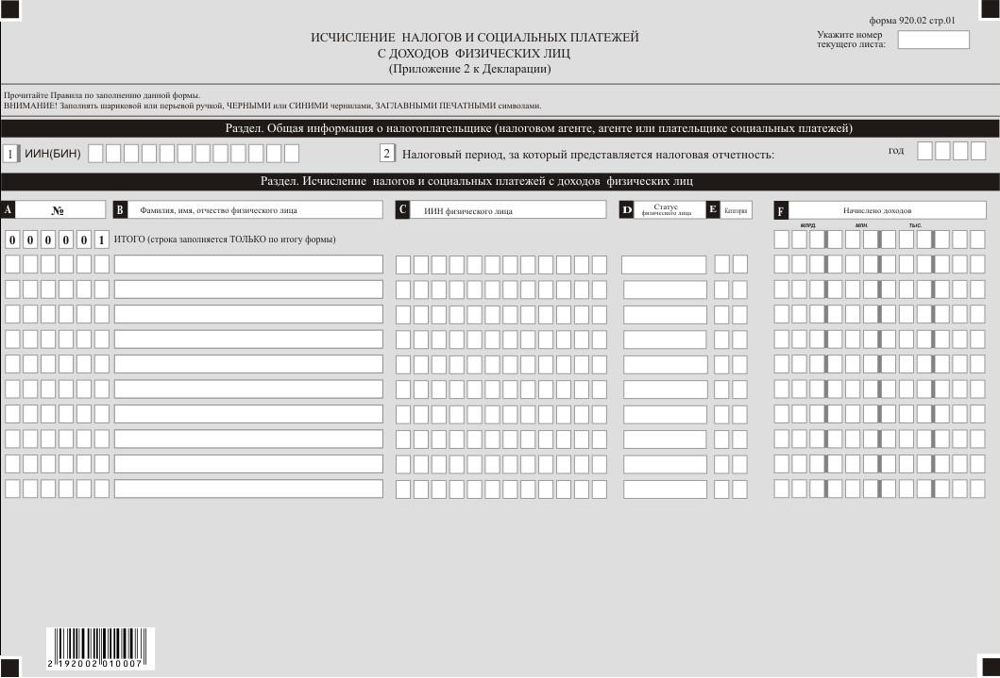 форма 920.02 стр.01
ИСЧИСЛЕНИЕ НАЛОГОВ И СОЦИАЛЬНЫХ ПЛАТЕЖЕЙ
С ДОХОДОВ ФИЗИЧЕСКИХ ЛИЦ
(Приложение 2 к Декларации)
Укажите номер
текущего листа:
Прочитайте Правила по заполнению данной формы.
ВНИМАНИЕ! Заполнять шариковой или перьевой ручкой, ЧЕРНЫМИ или СИНИМИ чернилами, ЗАГЛАВНЫМИ ПЕЧАТНЫМИ символами.
Раздел. Общая информация о налогоплательщике (налоговом агенте, агенте или плательщике социальных платежей)
1 ИИН(БИН) 2 Налоговый период, за который представляется налоговая отчетность: год
Раздел. Исчисление налогов и социальных платежей с доходов физических лиц
A № B Фамилия, имя, отчество физического лица C ИИН физического лица D Статус физического лица E Категория F Начислено доходов
млрд. млн. тыс.
0 0 0 0 0 1 ИТОГО (строка заполняется ТОЛЬКО по итогу формы)
2 192002 010007